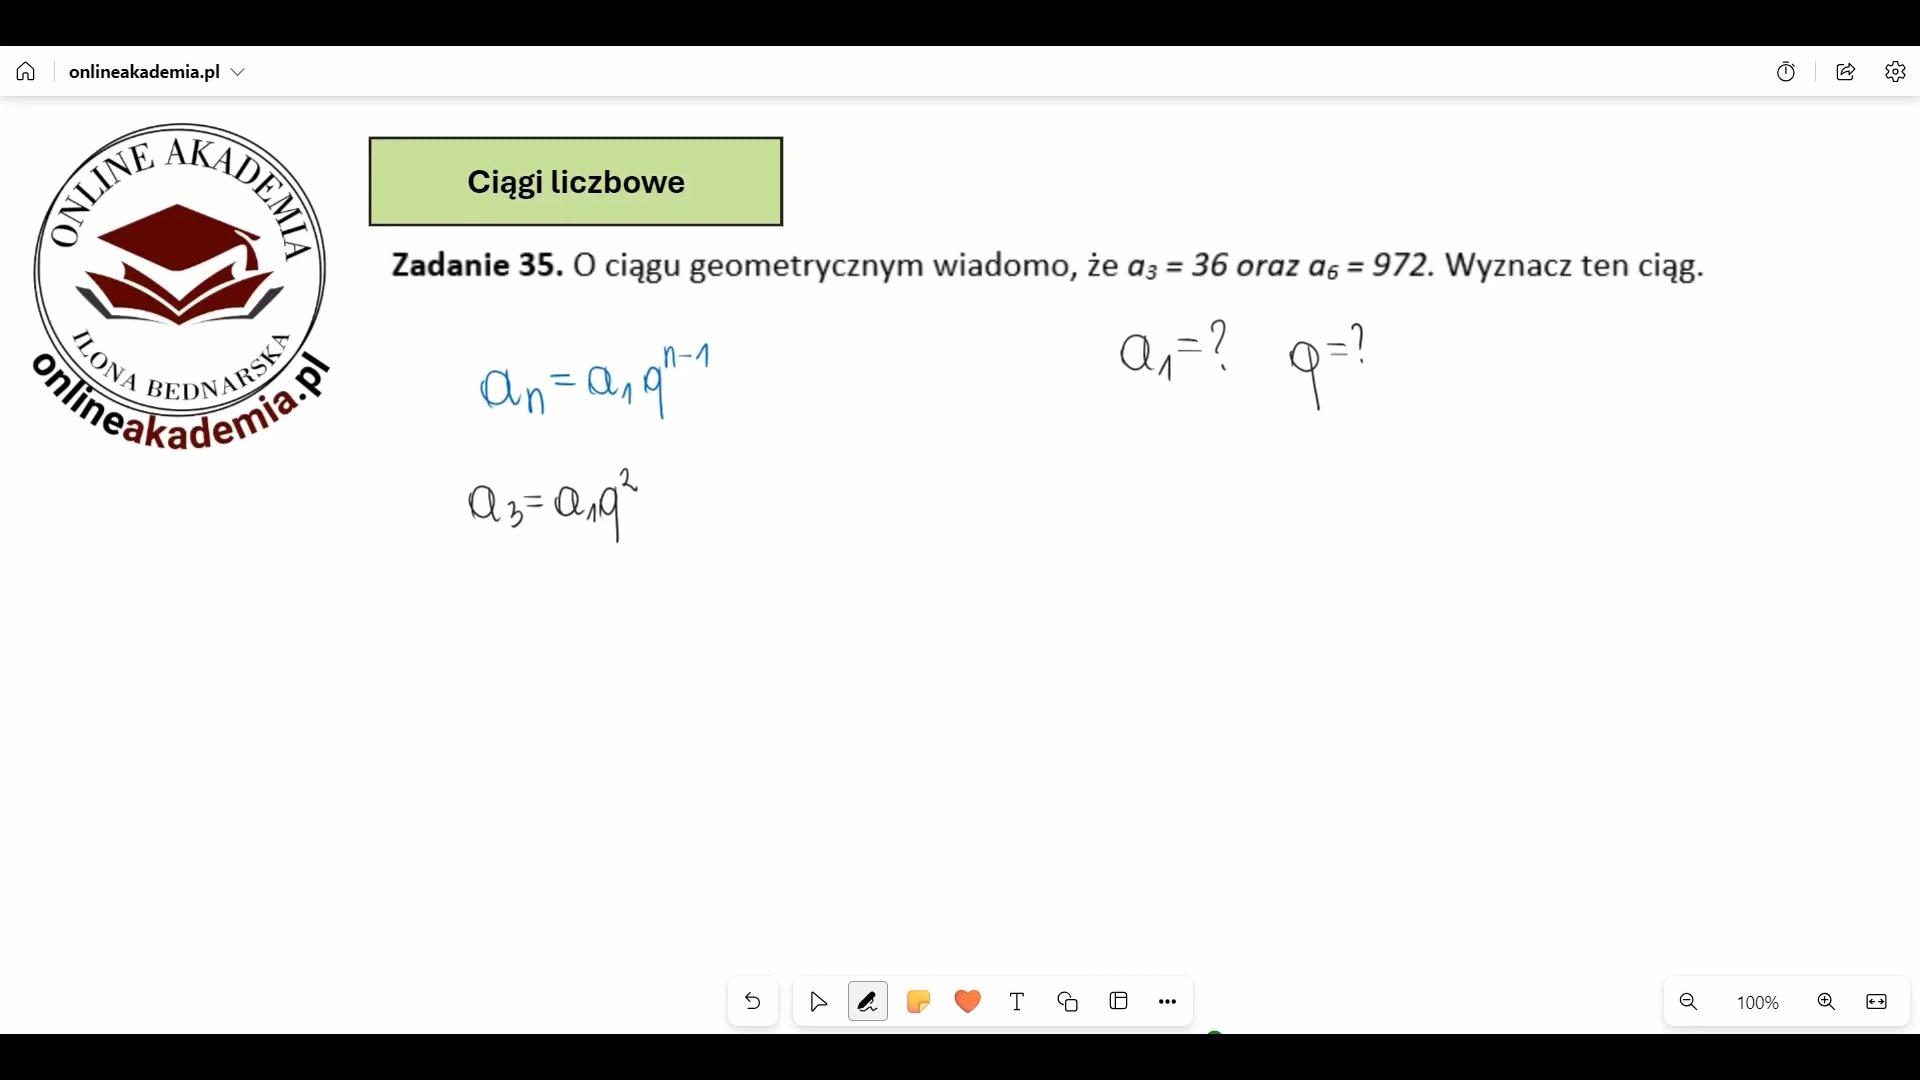 onlineakademia.pl
ONLINE AKADEMIA
ILONA BEDNARSKA
onlineakademia.pl
Ciągi liczbowe
Zadanie 35. O ciągu geometrycznym wiadomo, że a₃ = 36 oraz a₆ = 972. Wyznacz ten ciąg.
a₁=? q=?
aₙ=a₁qⁿ⁻¹
a₃=a₁q²
T
100%